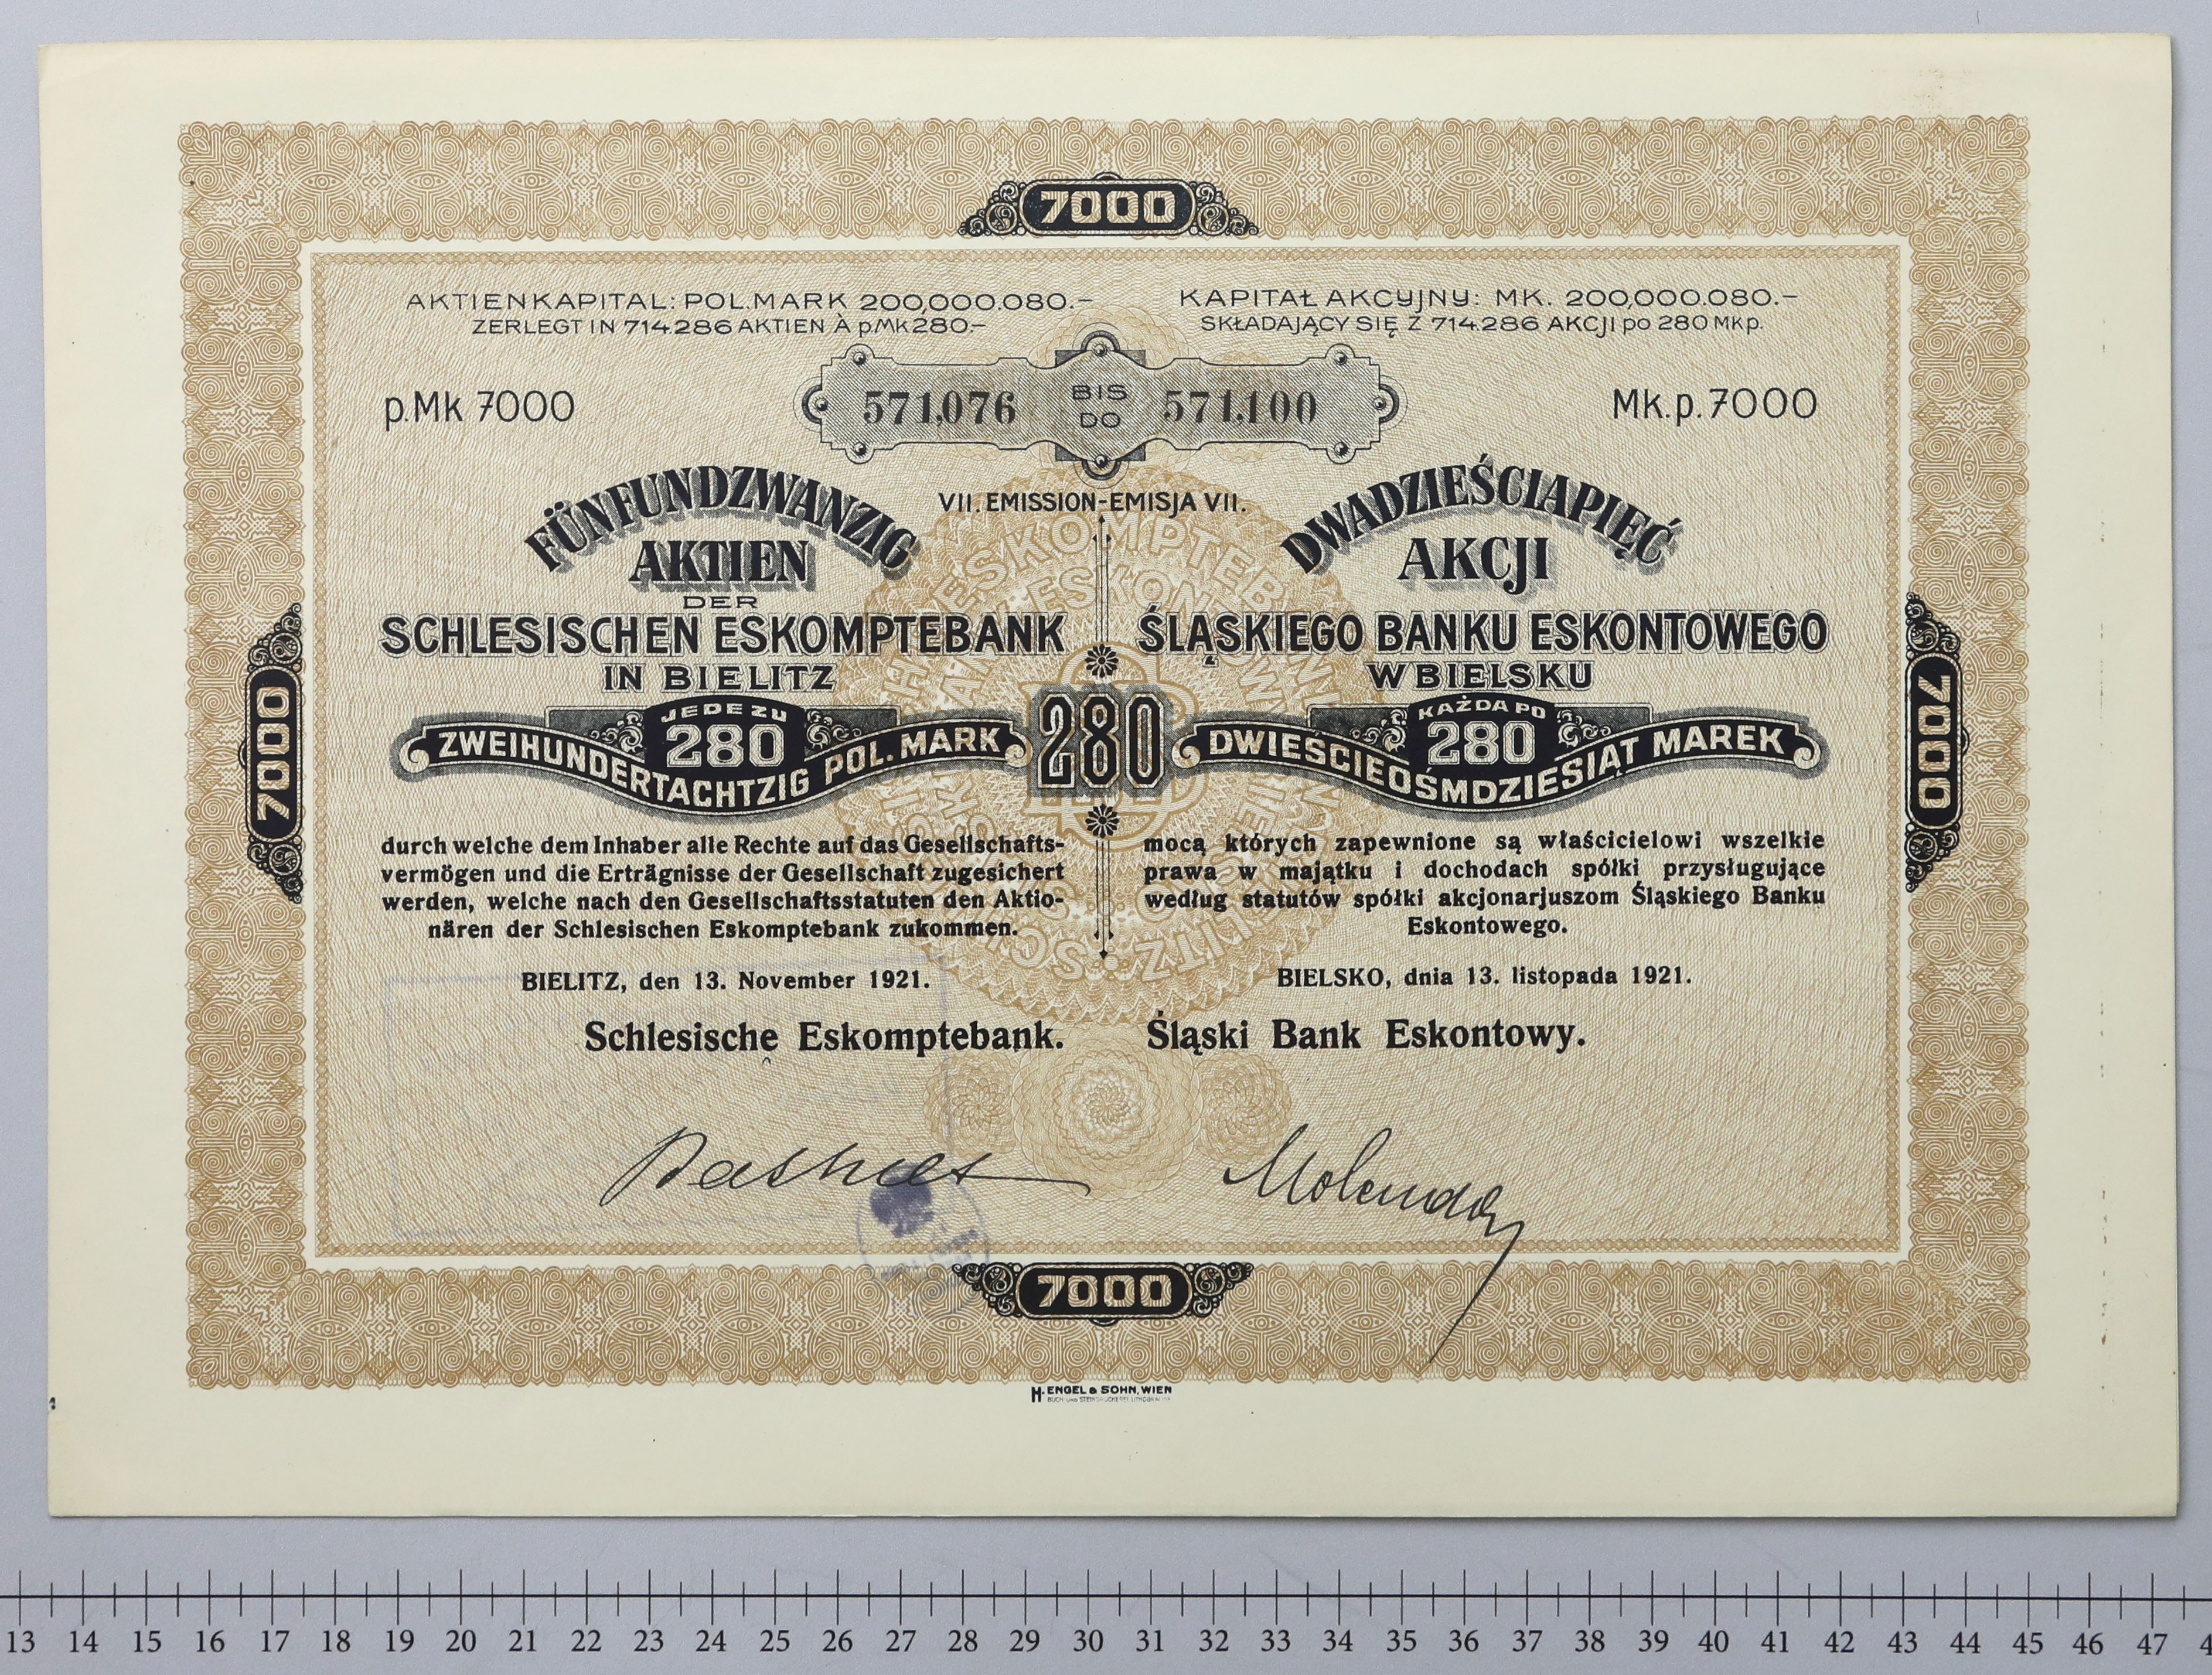 7000
AKTIENKAPITAL: POL.MARK 200,000.080.–
ZERLEGT IN 714.286 AKTIEN À p.Mk 280–
KAPITAŁ AKCYJNY: MK. 200,000.080.–
SKŁADAJĄCY SIĘ Z 714.286 AKCJI po 280 MKp.
p.Mk 7000
571,076 BIS DO 571,100
Mk.p. 7000
VII. EMISSION-EMISJA VII.
FÜNFUNDZWANZIG
AKTIEN
DER
SCHLESISCHEN ESKOMPTEBANK
IN BIELITZ
JEDE ZU
280
ZWEIHUNDERTACHTZIG POL. MARK
280
DWADZIEŚCIAPIĘĆ
AKCJI
ŚLĄSKIEGO BANKU ESKONTOWEGO
W BIELSKU
KAŻDA PO
280
DWIEŚCIEOŚMDZIESIĄT MAREK
7000
7000
durch welche dem Inhaber alle Rechte auf das Gesellschafts-
vermögen und die Erträgnisse der Gesellschaft zugesichert
werden, welche nach den Gesellschaftsstatuten den Aktio-
nären der Schlesischen Eskomptebank zukommen.
BIELITZ, den 13. November 1921.
Schlesische Eskomptebank.
mocą których zapewnione są właścicielowi wszelkie
prawa w majątku i dochodach spółki przysługujące
według statutów spółki akcjonarjuszom Śląskiego Banku
Eskontowego.
BIELSKO, dnia 13. listopada 1921.
Śląski Bank Eskontowy.
Molenda
7000
H. ENGEL & SOHN, WIEN
13 14 15 16 17 18 19 20 21 22 23 24 25 26 27 28 29 30 31 32 33 34 35 36 37 38 39 40 41 42 43 44 45 46 47